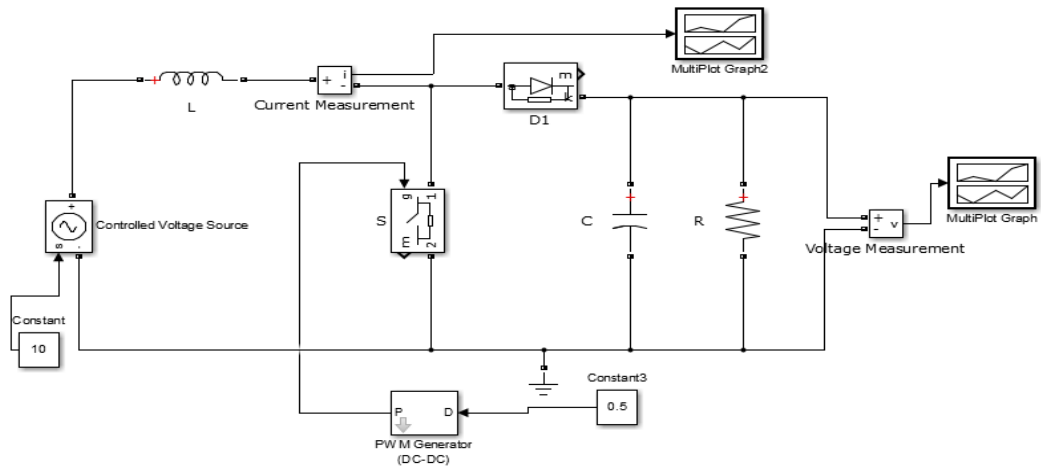 MultiPlot Graph2
L
+
i
-
Current Measurement
m
k
D1
+
s
-
Controlled Voltage Source
Constant
10
g
1
m
2
S
C
R
+
-
v
Voltage Measurement
MultiPlot Graph
P
D
PWM Generator
(DC-DC)
Constant3
0.5